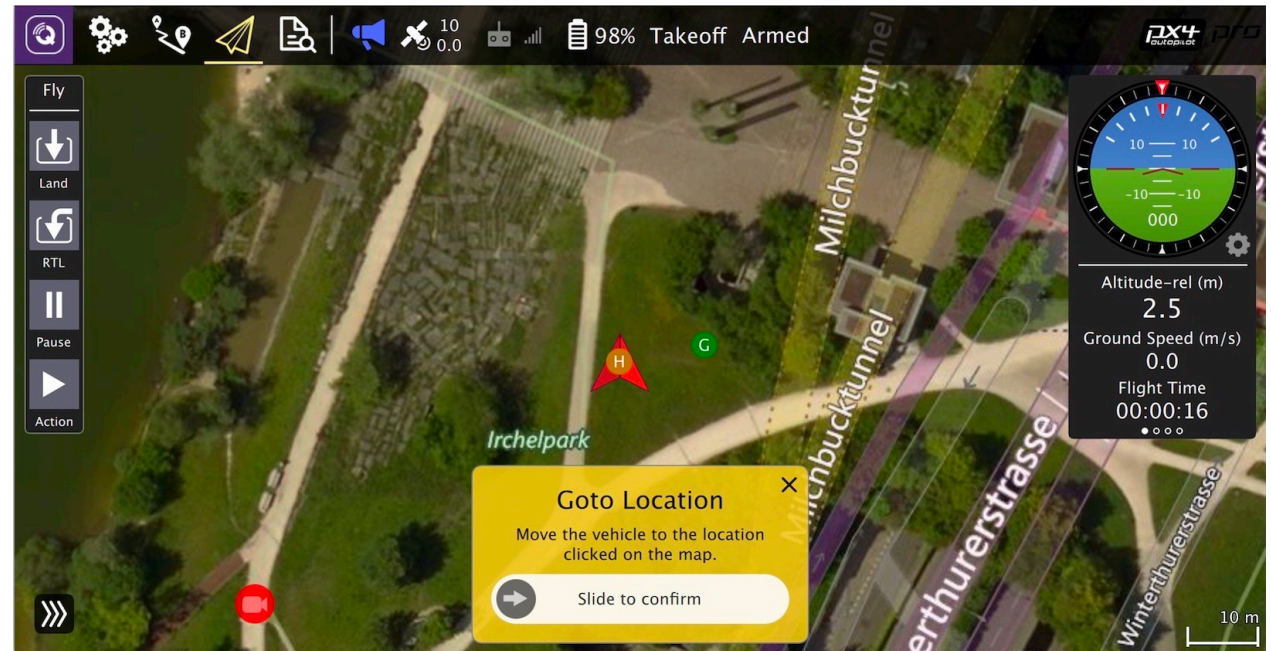 10
0.0
98% Takeoff Armed
px4
autopilot
pro
Fly
Land
RTL
Pause
Action
B
Milchbucktunnel
Milchbucktunnel
Milchbucktunnel
H
G
Irchelpark
Winterthurerstrasse
10 10
-10 -10
000
Altitude-rel (m)
2.5
Ground Speed (m/s)
0.0
Flight Time
00:00:16
Goto Location
Move the vehicle to the location
clicked on the map.
Slide to confirm
erthurerstrasse
10 m